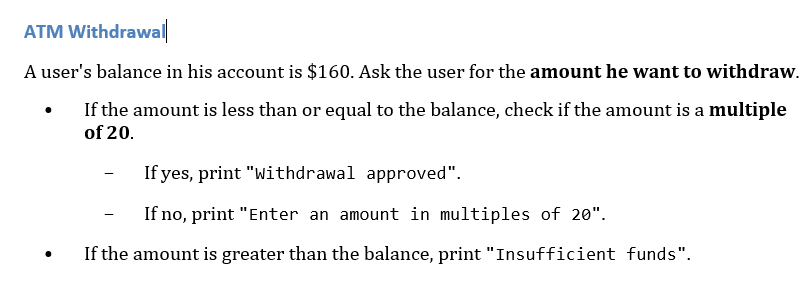 ATM Withdrawal
A user's balance in his account is $160. Ask the user for the amount he want to withdraw.
• If the amount is less than or equal to the balance, check if the amount is a multiple
of 20.
– If yes, print "Withdrawal approved".
– If no, print "Enter an amount in multiples of 20".
• If the amount is greater than the balance, print "Insufficient funds".